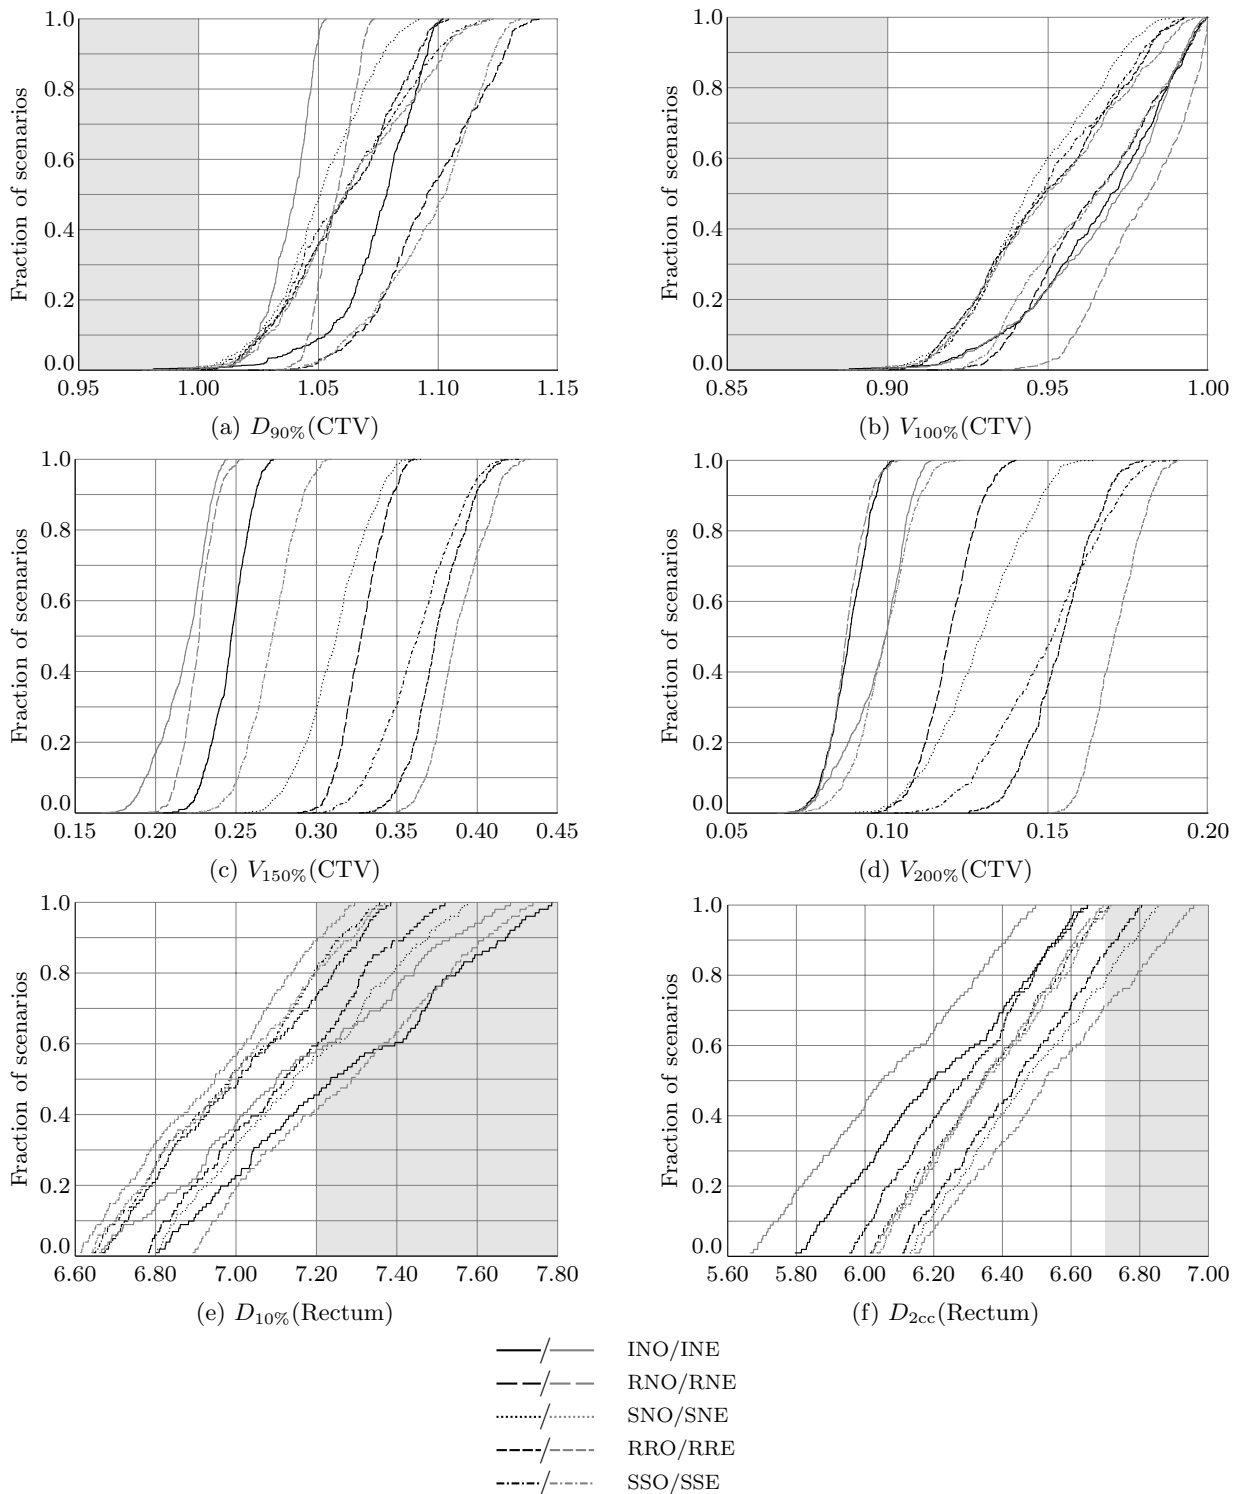 Fraction of scenarios
1.0
0.8
0.6
0.4
0.2
0.0
0.95 1.00 1.05 1.10 1.15
(a) D90%(CTV)
Fraction of scenarios
1.0
0.8
0.6
0.4
0.2
0.0
0.85 0.90 0.95 1.00
(b) V100%(CTV)
Fraction of scenarios
1.0
0.8
0.6
0.4
0.2
0.0
0.15 0.20 0.25 0.30 0.35 0.40 0.45
(c) V150%(CTV)
Fraction of scenarios
1.0
0.8
0.6
0.4
0.2
0.0
0.05 0.10 0.15 0.20
(d) V200%(CTV)
Fraction of scenarios
1.0
0.8
0.6
0.4
0.2
0.0
6.60 6.80 7.00 7.20 7.40 7.60 7.80
(e) D10%(Rectum)
Fraction of scenarios
1.0
0.8
0.6
0.4
0.2
0.0
5.60 5.80 6.00 6.20 6.40 6.60 6.80 7.00
(f) D2cc(Rectum)
INO/INE
RNO/RNE
SNO/SNE
RRO/RRE
SSO/SSE